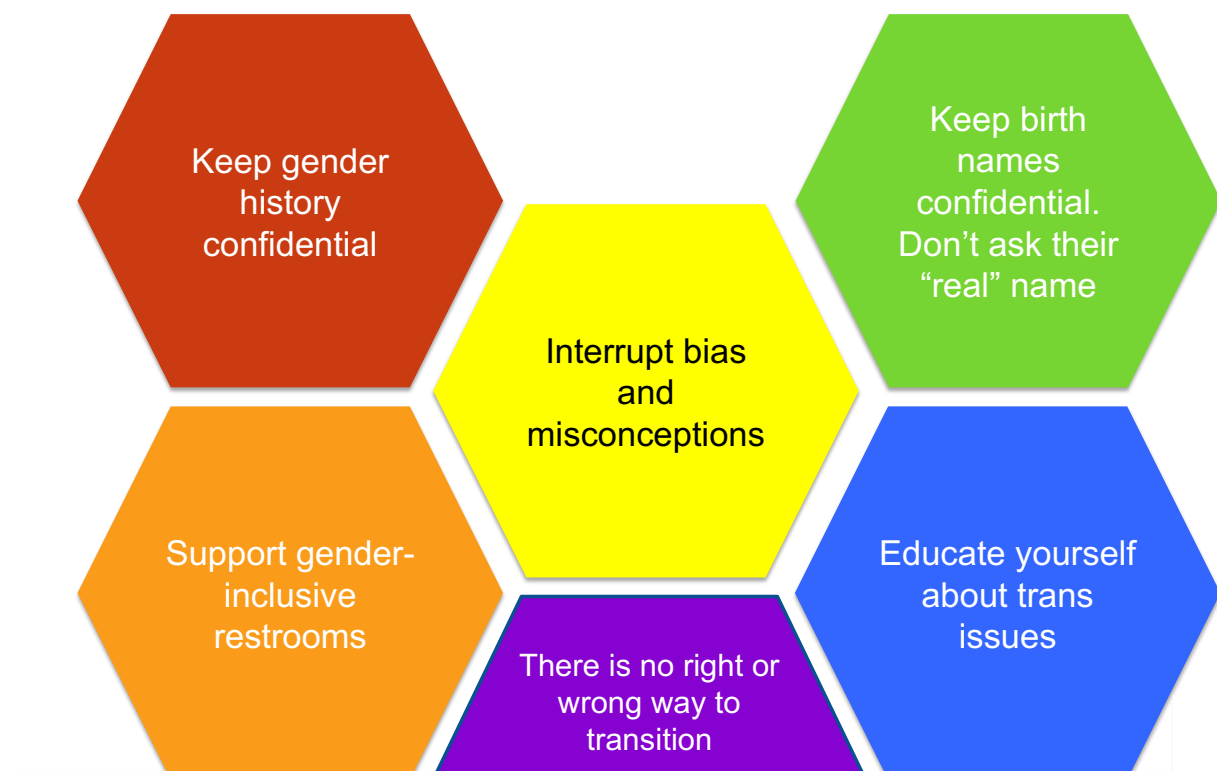 Keep gender
history
confidential
Keep birth
names
confidential.
Don’t ask their
“real” name
Interrupt bias
and
misconceptions
Support gender-
inclusive
restrooms
Educate yourself
about trans
issues
There is no right or
wrong way to
transition